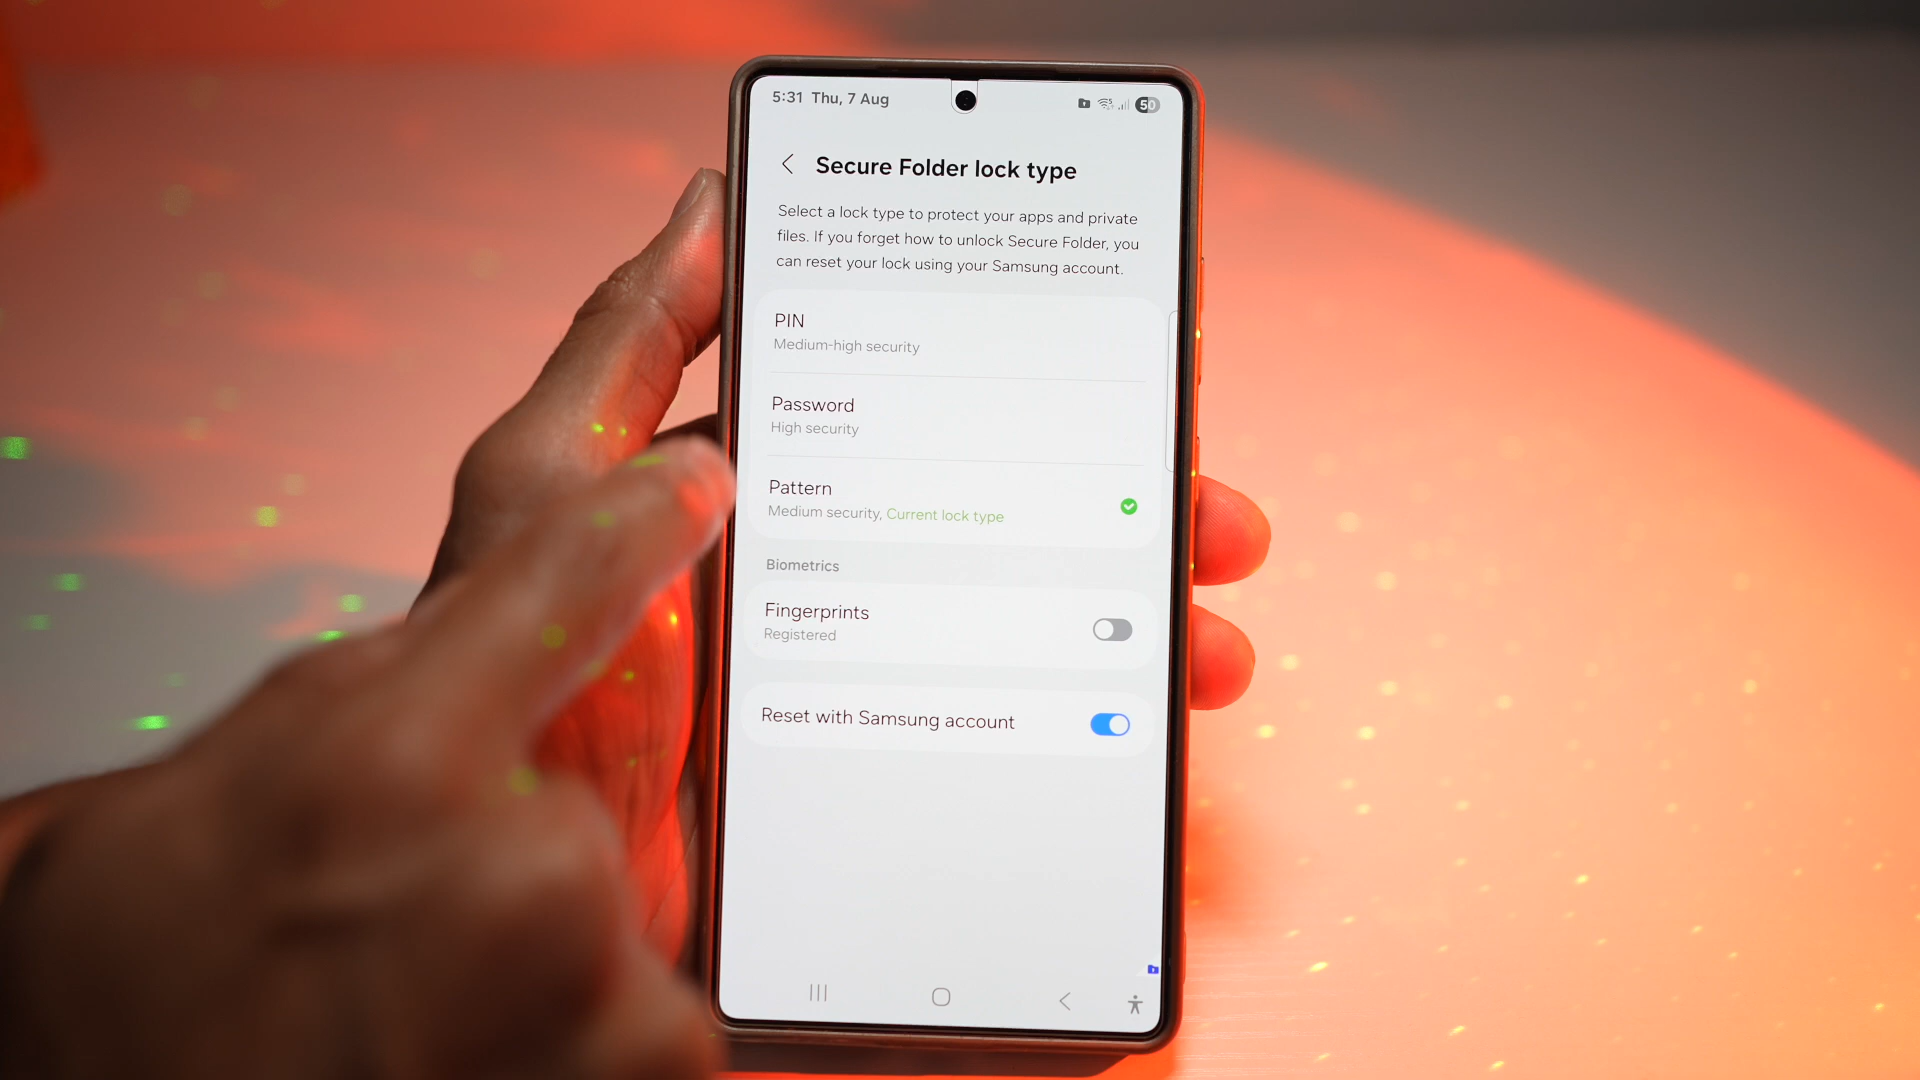 5:31 Thu, 7 Aug
50
Secure Folder lock type
Select a lock type to protect your apps and private
files. If you forget how to unlock Secure Folder, you
can reset your lock using your Samsung account.
PIN
Medium-high security
Password
High security
Pattern
Medium security, Current lock type
Biometrics
Fingerprints
Registered
Reset with Samsung account